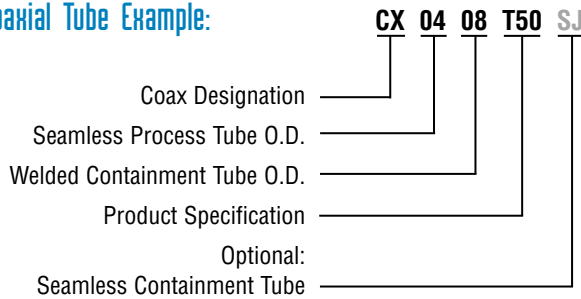 Tube Example:
CX 04 08 T50 SJ
Coax Designation
Seamless Process Tube O.D.
Welded Containment Tube O.D.
Product Specification
Optional:
Seamless Containment Tube